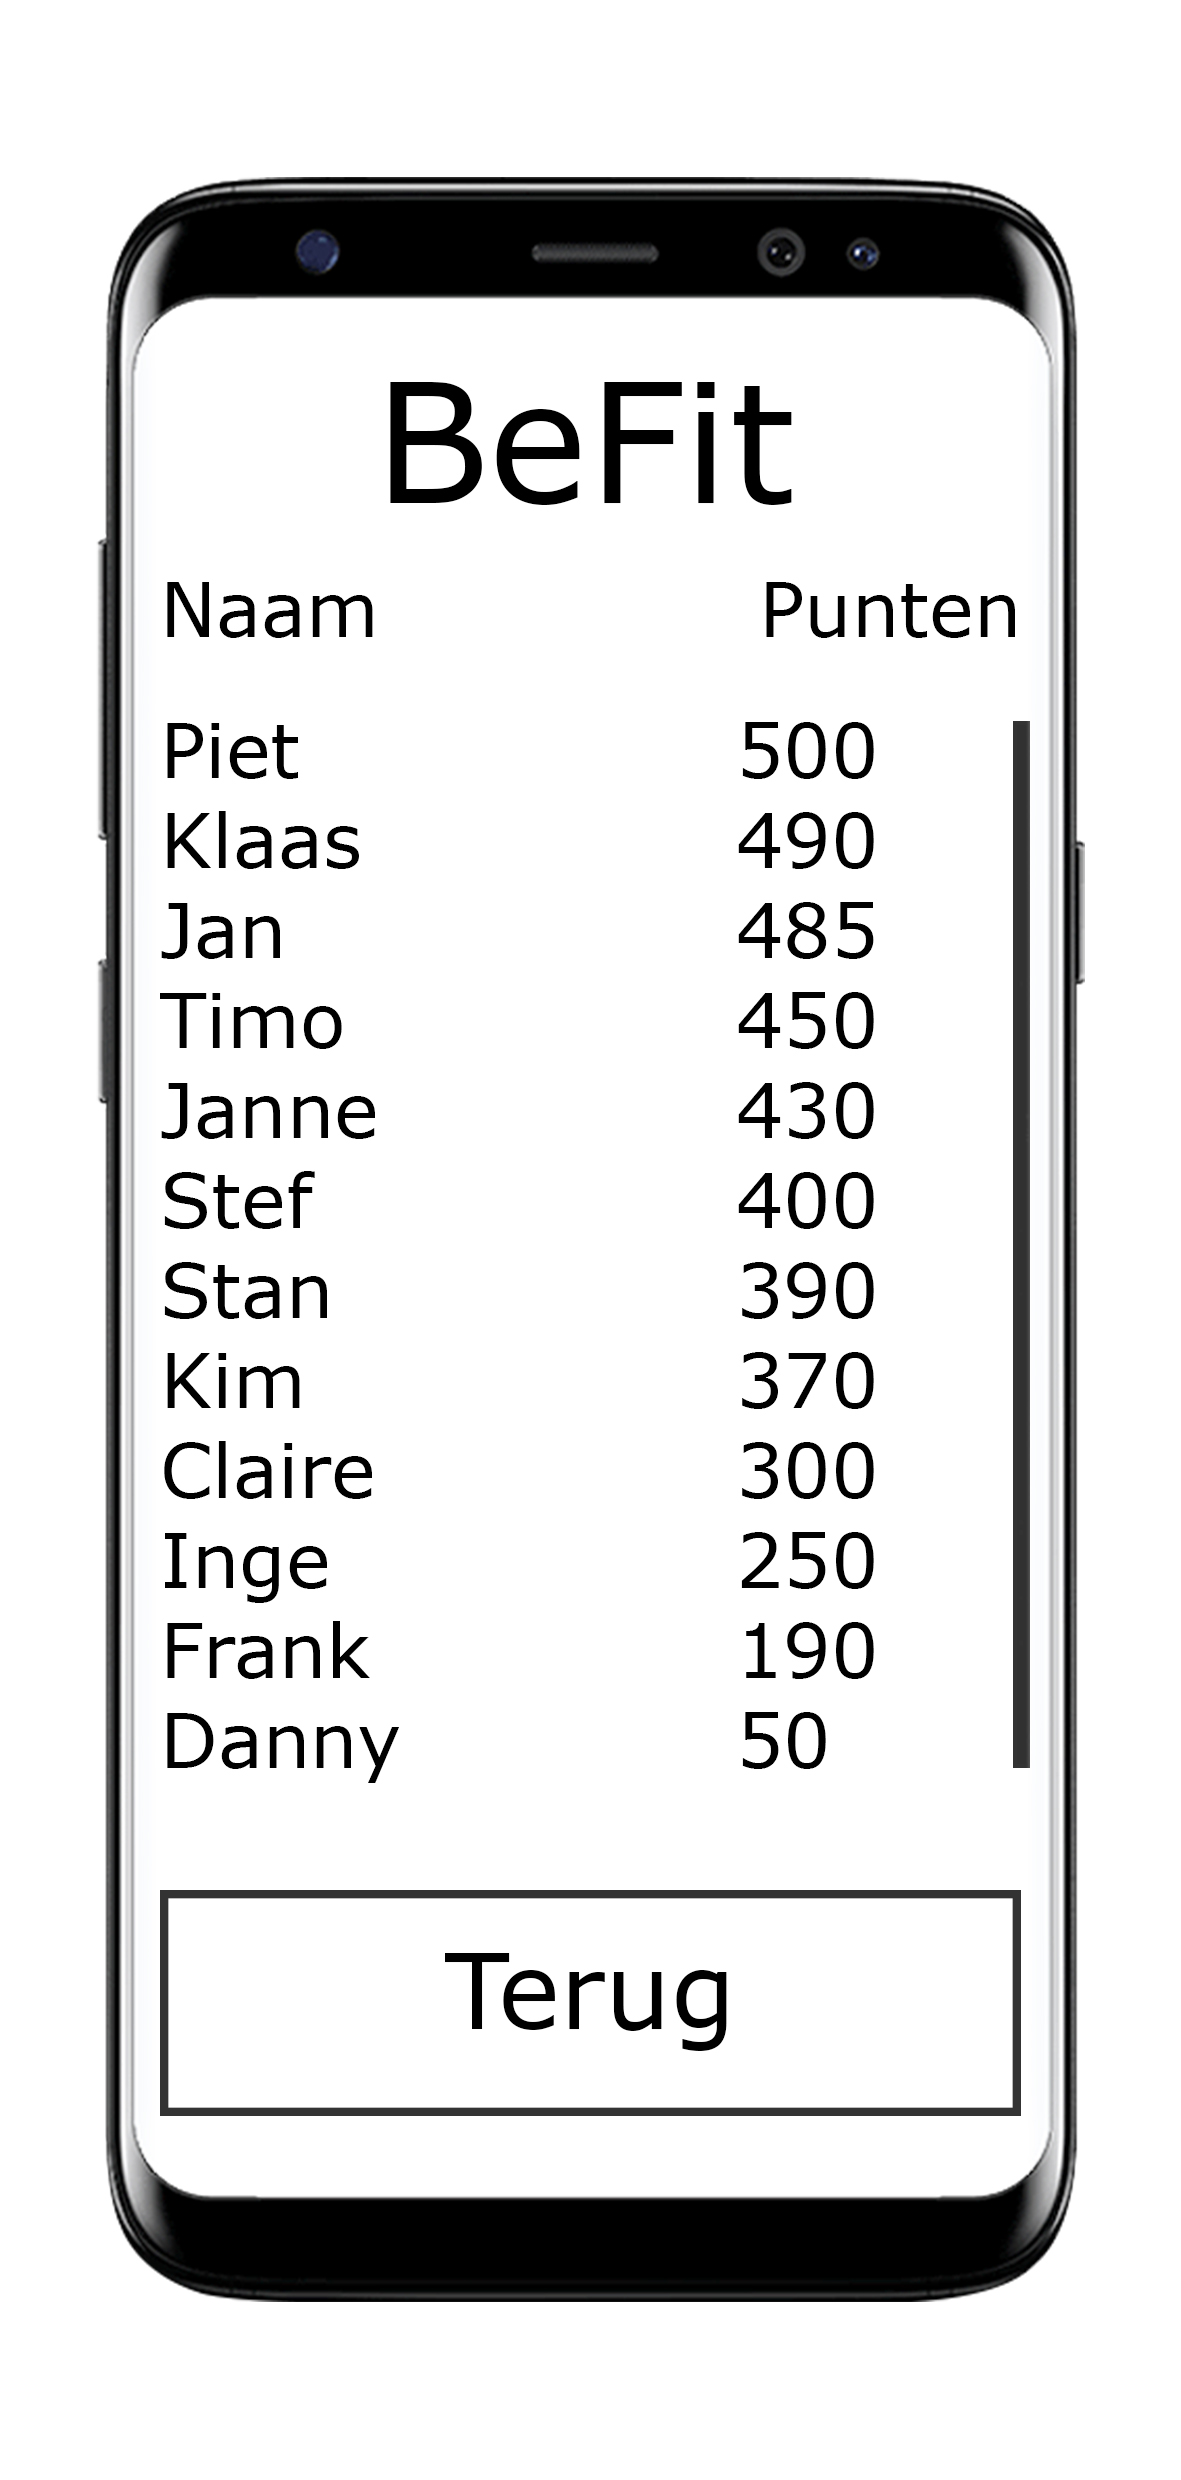 BeFit
Naam Punten
Piet 500
Klaas 490
Jan 485
Timo 450
Janne 430
Stef 400
Stan 390
Kim 370
Claire 300
Inge 250
Frank 190
Danny 50
Terug